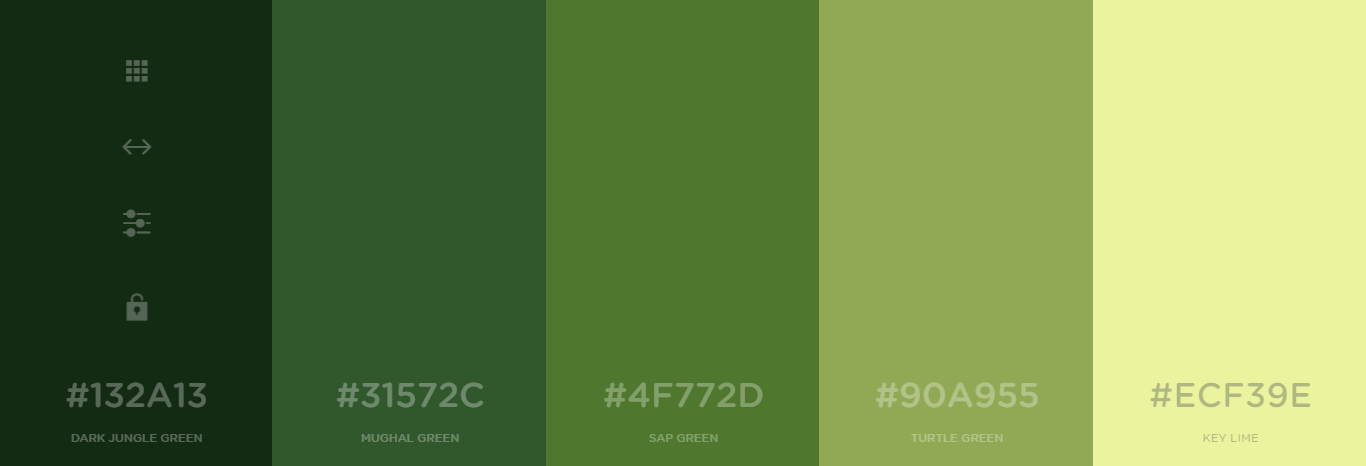 #132A13
DARK JUNGLE GREEN
#31572C
MUGHAL GREEN
#4F772D
SAP GREEN
#90A955
TURTLE GREEN
#ECF39E
KEY LIME